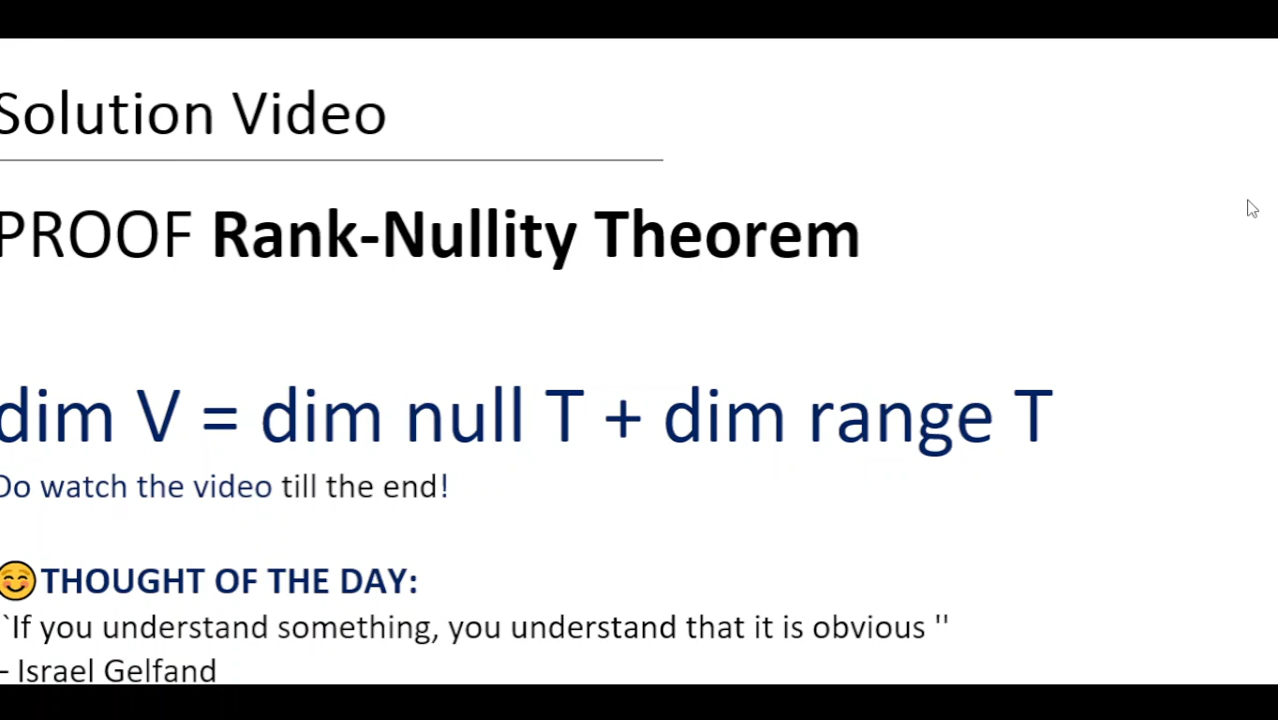 Solution Video
PROOF Rank-Nullity Theorem
dim V = dim null T + dim range T
Do watch the video till the end!
😊THOUGHT OF THE DAY:
``If you understand something, you understand that it is obvious ''
- Israel Gelfand